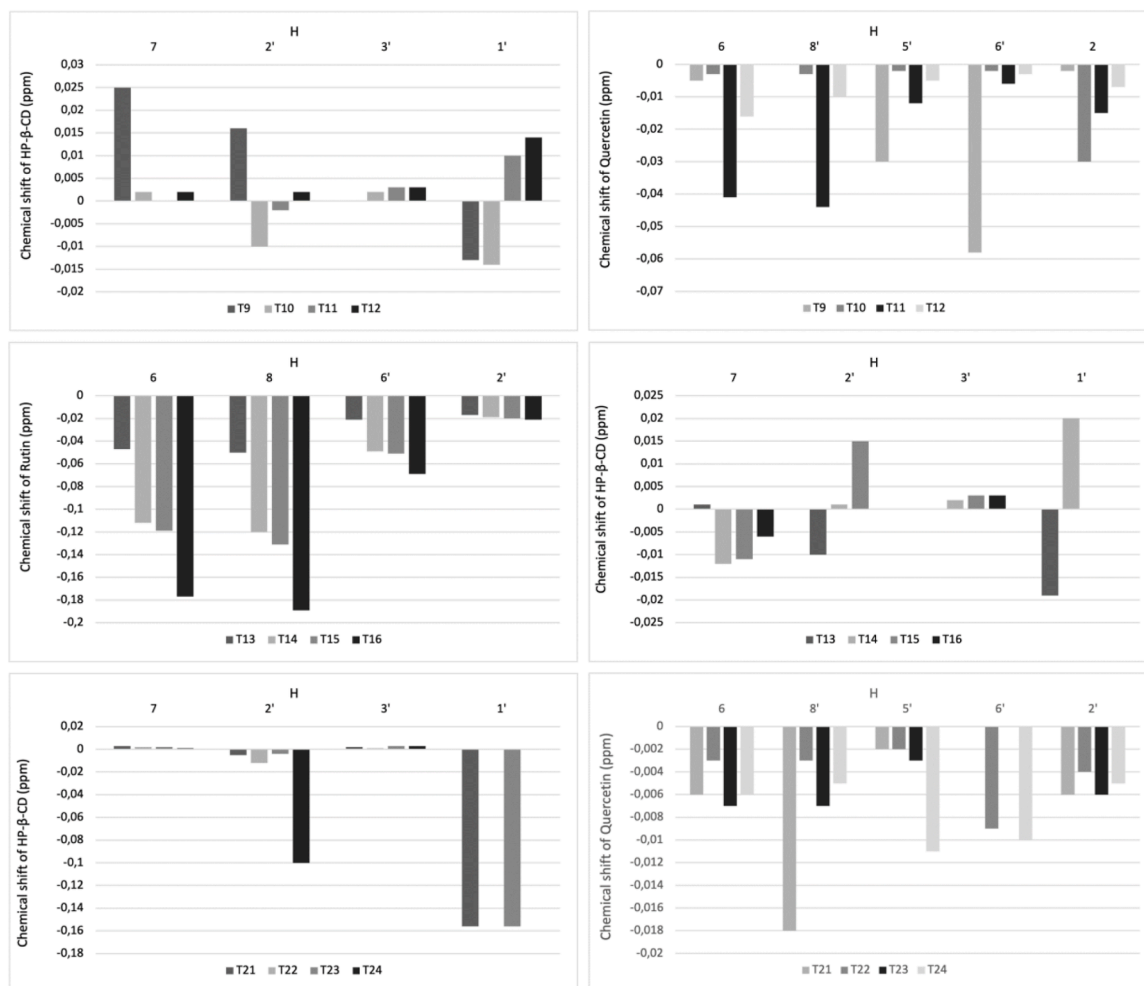 H
7 2' 3' 1'
Chemical shift of HP-β-CD (ppm)
0,03
0,025
0,02
0,015
0,01
0,005
0
-0,005
-0,01
-0,015
-0,02
T9 T10 T11 T12
H
6 8' 5' 6' 2
Chemical shift of Quercetin (ppm)
0
-0,01
-0,02
-0,03
-0,04
-0,05
-0,06
-0,07
T9 T10 T11 T12
H
6 8 6' 2'
Chemical shift of Rutin (ppm)
0
-0,02
-0,04
-0,06
-0,08
-0,1
-0,12
-0,14
-0,16
-0,18
-0,2
T13 T14 T15 T16
H
7 2' 3' 1'
Chemical shift of HP-β-CD (ppm)
0,025
0,02
0,015
0,01
0,005
0
-0,005
-0,01
-0,015
-0,02
-0,025
T13 T14 T15 T16
H
7 2' 3' 1'
Chemical shift of HP-β-CD (ppm)
0,02
0
-0,02
-0,04
-0,06
-0,08
-0,1
-0,12
-0,14
-0,16
-0,18
T21 T22 T23 T24
H
6 8' 5' 6' 2'
Chemical shift of Quercetin (ppm)
0
-0,002
-0,004
-0,006
-0,008
-0,01
-0,012
-0,014
-0,016
-0,018
-0,02
T21 T22 T23 T24